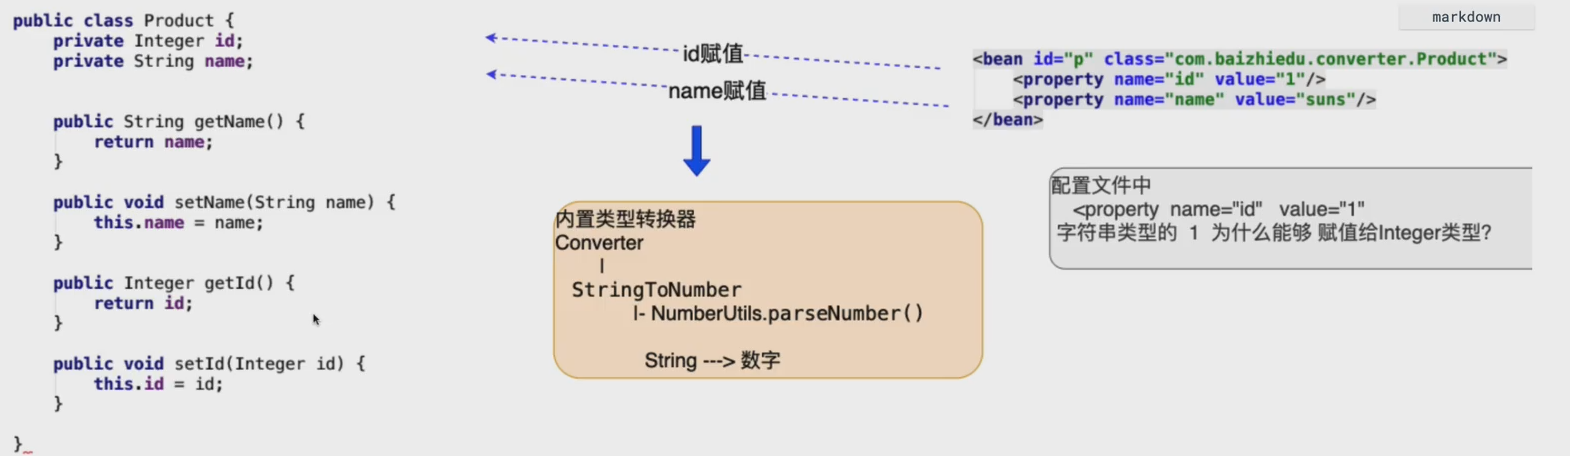 public class Product {
private Integer id;
private String name;
public String getName() {
return name;
}
public void setName(String name) {
this.name = name;
}
public Integer getId() {
return id;
}
public void setId(Integer id) {
this.id = id;
}
}
id赋值
name赋值
内置类型转换器
Converter
|
StringToNumber
|- NumberUtils.parseNumber()
String ---> 数字
markdown
<bean id="p" class="com.baizhiedu.converter.Product">
<property name="id" value="1"/>
<property name="name" value="suns"/>
</bean>
配置文件中
<property name="id" value="1"
字符串类型的 1 为什么能够 赋值给Integer类型?